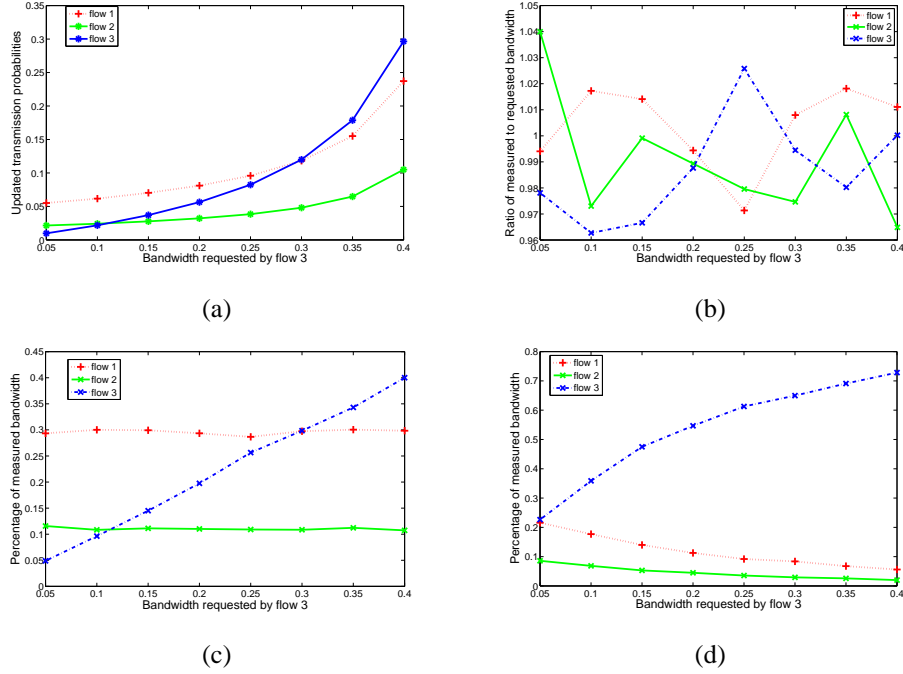 0.35
0.3
0.25
0.2
0.15
0.1
0.05
0
Updated transmission probabilities
flow 1
flow 2
flow 3
0.05 0.1 0.15 0.2 0.25 0.3 0.35 0.4
Bandwidth requested by flow 3
(a)
1.04
1.03
1.02
1.01
1
0.99
0.98
0.97
0.96
Ratio of measured to requested bandwidth
flow 1
flow 2
flow 3
0.05 0.1 0.15 0.2 0.25 0.3 0.35 0.4
Bandwidth requested by flow 3
(b)
0.45
0.4
0.35
0.3
0.25
0.2
0.15
0.1
0.05
0
Percentage of measured bandwidth
flow 1
flow 2
flow 3
0.05 0.1 0.15 0.2 0.25 0.3 0.35 0.4
Bandwidth requested by flow 3
(c)
0.8
0.7
0.6
0.5
0.4
0.3
0.2
0.1
0
Percentage of measured bandwidth
flow 1
flow 2
flow 3
0.05 0.1 0.15 0.2 0.25 0.3 0.35 0.4
Bandwidth requested by flow 3
(d)